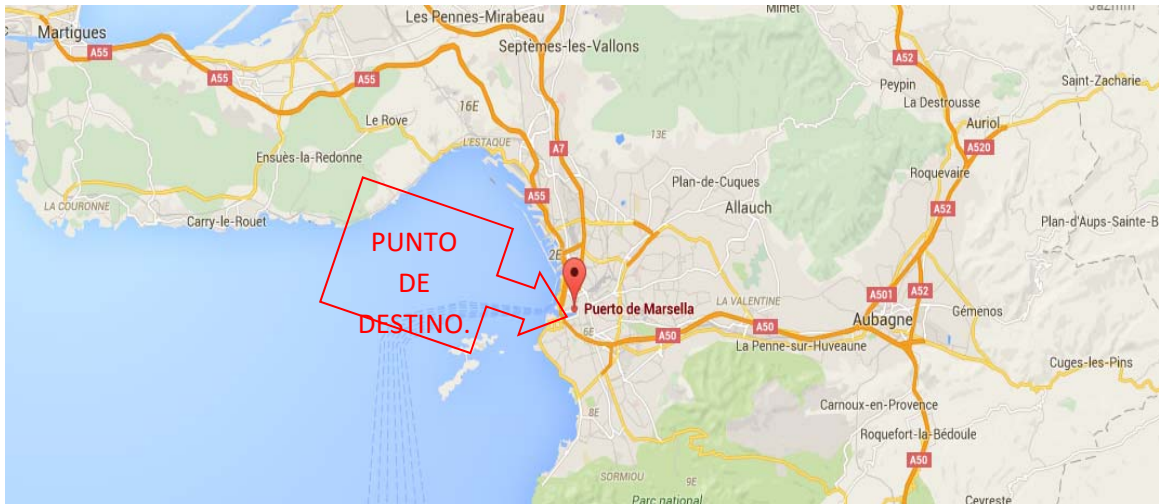 Les Pennes-Mirabeau
Mimet
Jazmin
Martigues
A55
Septèmes-les-Vallons
A52
A55
A55
Peypin
Saint-Zacharie
La Destrousse
16E
Le Rove
Auriol
13E
L'ESTAQUE
A7
A520
Ensuès-la-Redonne
Roquevaire
Plan-de-Cuques
A55
LA COURONNE
Carry-le-Rouet
Allauch
A52
Plan-d'Aups-Sainte-B
PUNTO
DE
DESTINO.
2E
Puerto de Marsella
LA VALENTINE
A501
A52
Gémenos
Aubagne
6E
A50
A50
A50
La Penne-sur-Huveaune
Cuges-les-Pins
8E
Carnoux-en-Provence
Roquefort-la-Bédoule
A50
SORMIOU
9E
Parc national
Ceyreste